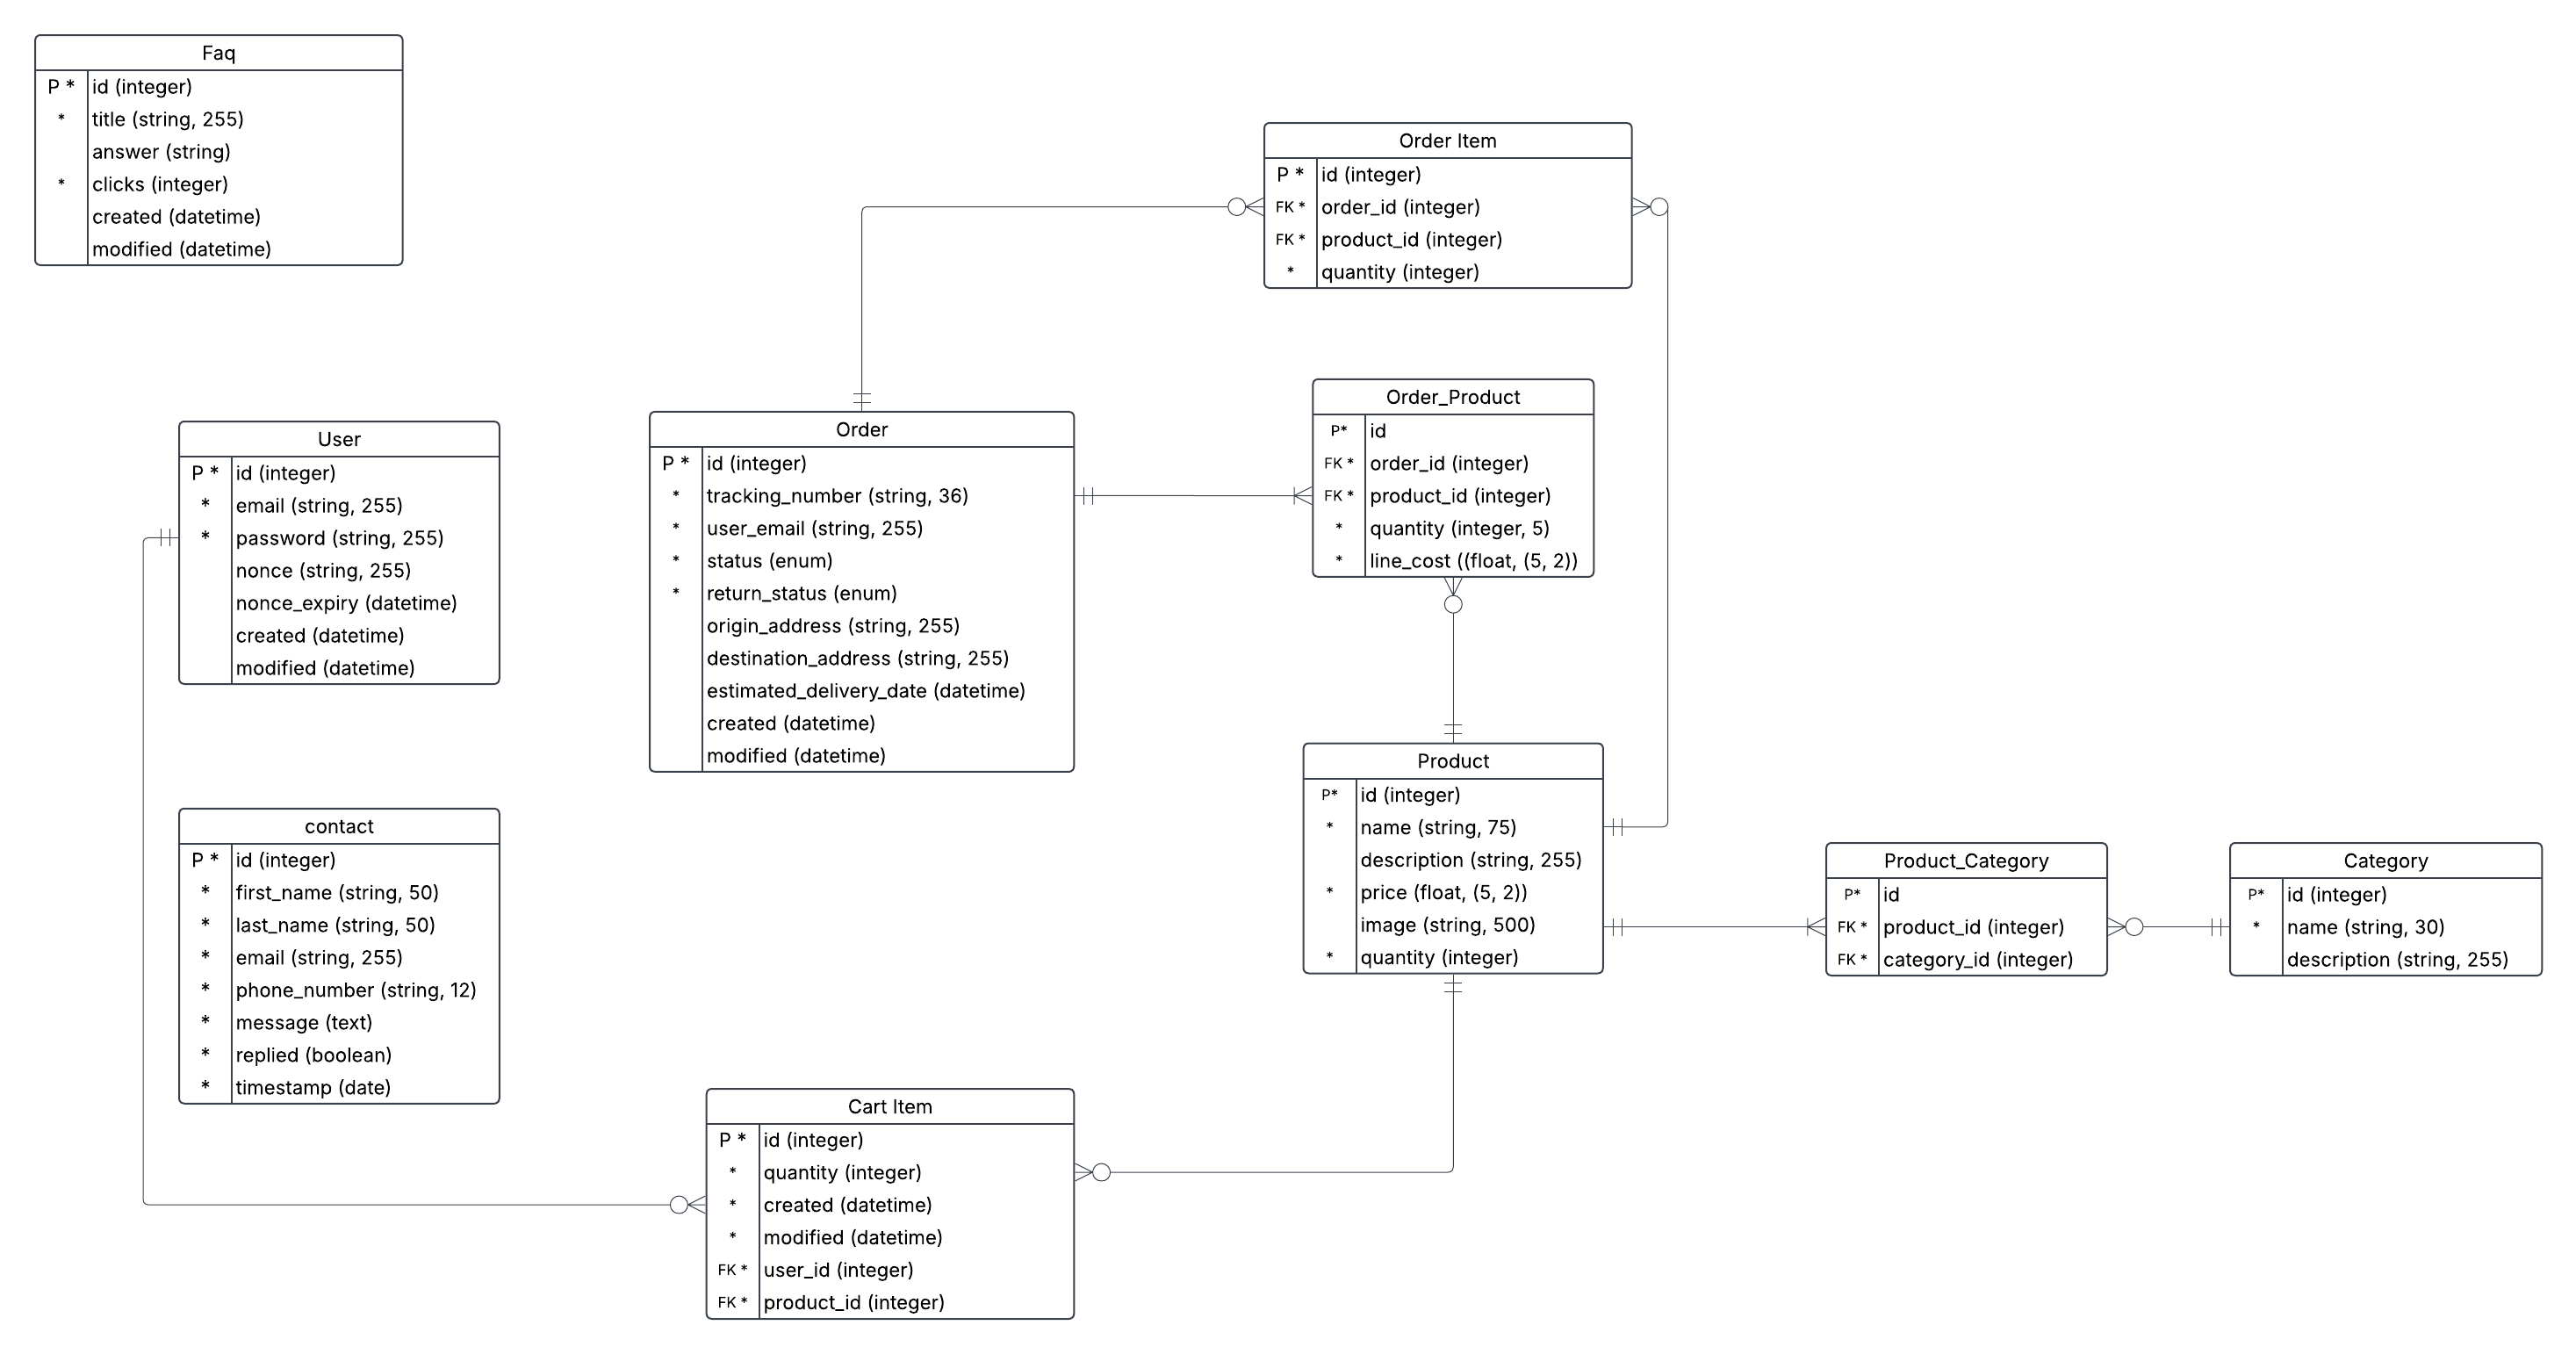 Faq
P * id (integer)
* title (string, 255)
answer (string)
* clicks (integer)
created (datetime)
modified (datetime)
Order Item
P * id (integer)
FK * order_id (integer)
FK * product_id (integer)
* quantity (integer)
User
P * id (integer)
* email (string, 255)
* password (string, 255)
nonce (string, 255)
nonce_expiry (datetime)
created (datetime)
modified (datetime)
Order
P * id (integer)
* tracking_number (string, 36)
* user_email (string, 255)
* status (enum)
* return_status (enum)
origin_address (string, 255)
destination_address (string, 255)
estimated_delivery_date (datetime)
created (datetime)
modified (datetime)
Order_Product
P* id
FK * order_id (integer)
FK * product_id (integer)
* quantity (integer, 5)
* line_cost ((float, (5, 2))
Product
P* id (integer)
* name (string, 75)
description (string, 255)
* price (float, (5, 2))
image (string, 500)
* quantity (integer)
contact
P * id (integer)
* first_name (string, 50)
* last_name (string, 50)
* email (string, 255)
* phone_number (string, 12)
* message (text)
* replied (boolean)
* timestamp (date)
Product_Category
P* id
FK * product_id (integer)
FK * category_id (integer)
Category
P* id (integer)
* name (string, 30)
description (string, 255)
Cart Item
P * id (integer)
* quantity (integer)
* created (datetime)
* modified (datetime)
FK * user_id (integer)
FK * product_id (integer)